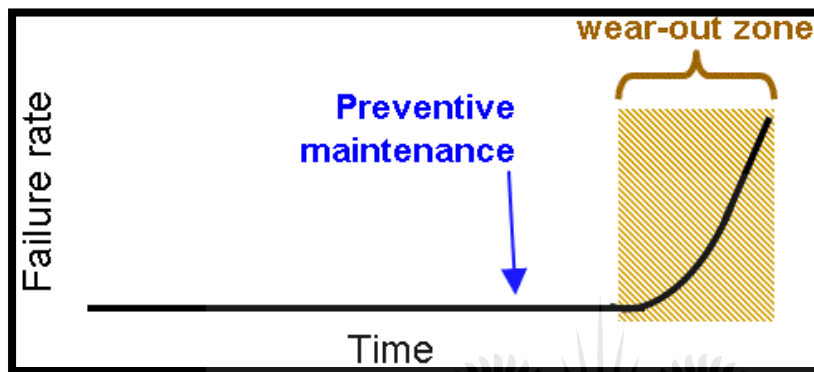 wear-out zone
Preventive
maintenance
Failure rate
Time